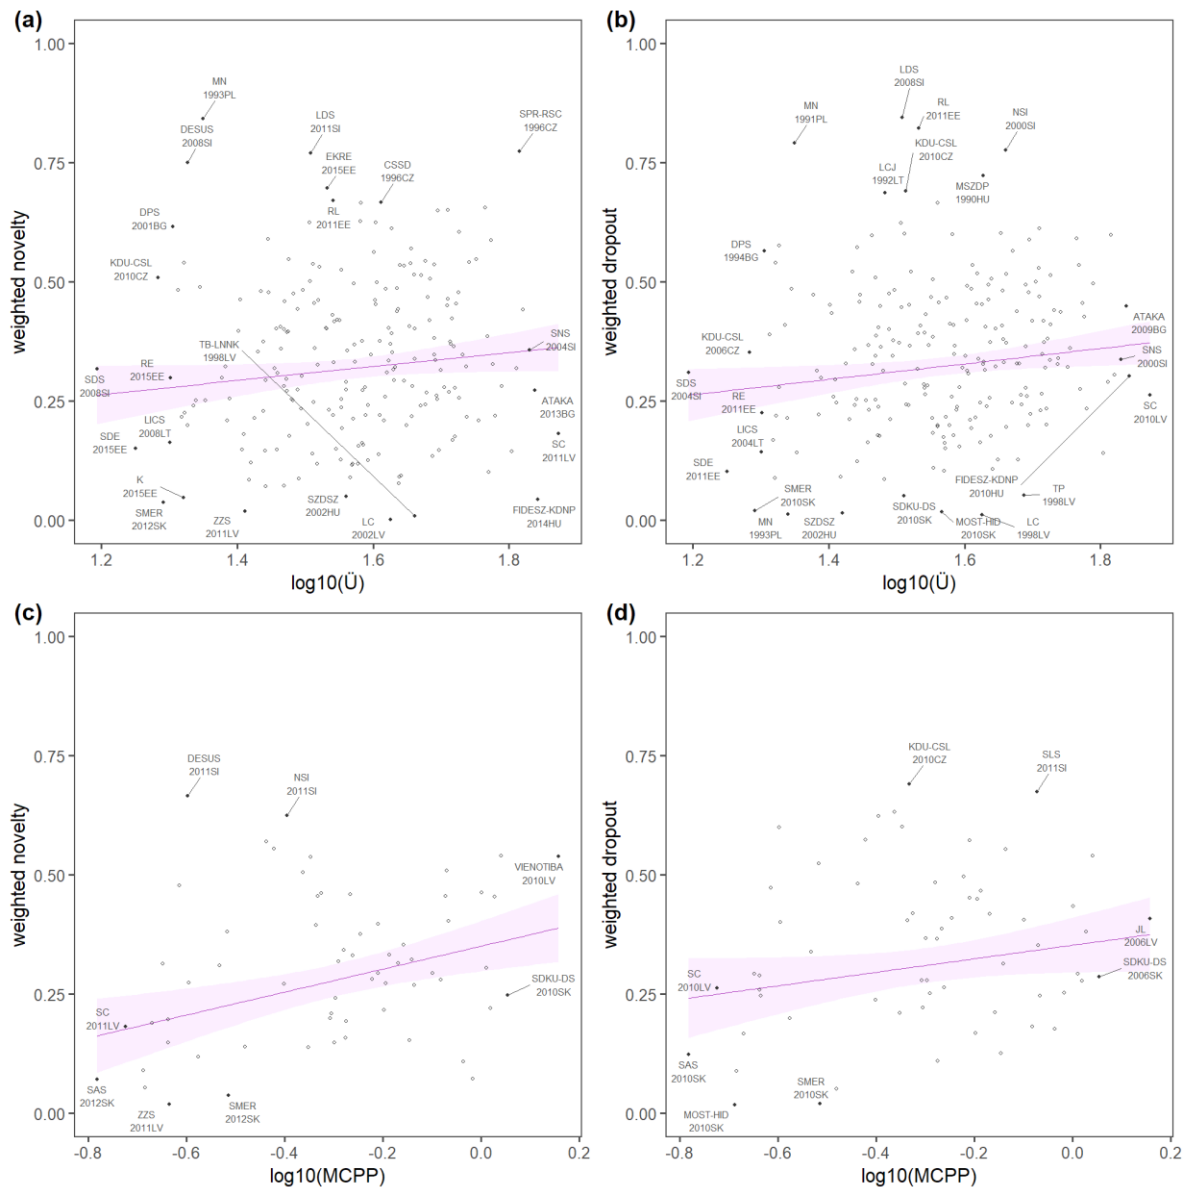 (a)
weighted novelty
1.00
0.75
0.50
0.25
0.00
MN
1993PL
DESUS
2008SI
LDS
2011SI
SPR-RSC
1996CZ
EKRE
2015EE
CSSD
1996CZ
RL
2011EE
DPS
2001BG
KDU-CSL
2010CZ
TB-LNNK
1998LV
SNS
2004SI
RE
2015EE
SDS
2008SI
ATAKA
2013BG
LICS
2008LT
SDE
2015EE
SC
2011LV
K
2015EE
SMER
2012SK
ZZS
2011LV
SZDSZ
2002HU
LC
2002LV
FIDESZ-KDNP
2014HU
1.2
1.4
1.6
1.8
log10(Ü)
(b)
weighted dropout
1.00
0.75
0.50
0.25
0.00
LDS
2008SI
MN
1991PL
RL
2011EE
NSI
2000SI
KDU-CSL
2010CZ
LCJ
1992LT
MSZDP
1990HU
DPS
1994BG
ATAKA
2009BG
KDU-CSL
2006CZ
SNS
2000SI
SDS
2004SI
RE
2011EE
SC
2010LV
LICS
2004LT
SDE
2011EE
SMER
2010SK
FIDESZ-KDNP
2010HU
TP
1998LV
MN
1993PL
SZDSZ
2002HU
SDKU-DS
2010SK
MOST-HID
2010SK
LC
1998LV
1.2
1.4
1.6
1.8
log10(Ü)
(c)
weighted novelty
1.00
0.75
0.50
0.25
0.00
DESUS
2011SI
NSI
2011SI
VIENOTIBA
2010LV
SDKU-DS
2010SK
SC
2011LV
SAS
2012SK
ZZS
2011LV
SMER
2012SK
-0.8
-0.6
-0.4
-0.2
0.0
0.2
log10(MCPP)
(d)
weighted dropout
1.00
0.75
0.50
0.25
0.00
KDU-CSL
2010CZ
SLS
2011SI
JL
2006LV
SDKU-DS
2006SK
SC
2010LV
SAS
2010SK
SMER
2010SK
MOST-HID
2010SK
-0.8
-0.6
-0.4
-0.2
0.0
0.2
log10(MCPP)